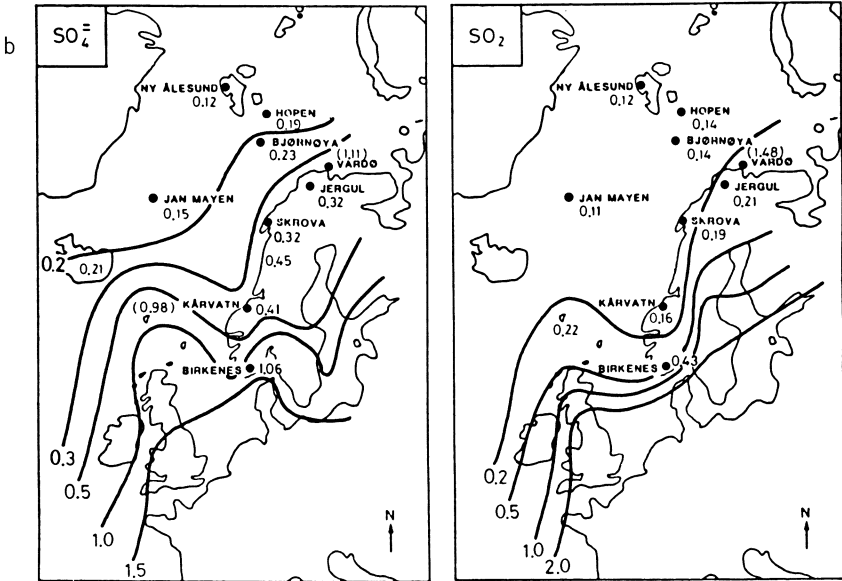 b
SO₄⁼
NY ÅLESUND
0.12
HOPEN
0.19
BJØHNØYA
0.23
(1.11)
VARDØ
JERGUL
0.32
JAN MAYEN
0.15
SKROVA
0.32
0.45
0.2
0.21
(0.98)
KÅRVATN
0.41
BIRKENES
1.06
0.3
0.5
1.0
1.5
N
SO₂
NY ÅLESUND
0.12
HOPEN
0.14
BJØHNØYA
0.14
(1.48)
VARDØ
JERGUL
0.21
JAN MAYEN
0.11
SKROVA
0.19
KÅRVATN
0.16
0.22
0.43
BIRKENES
0.2
0.5
1.0
2.0
N